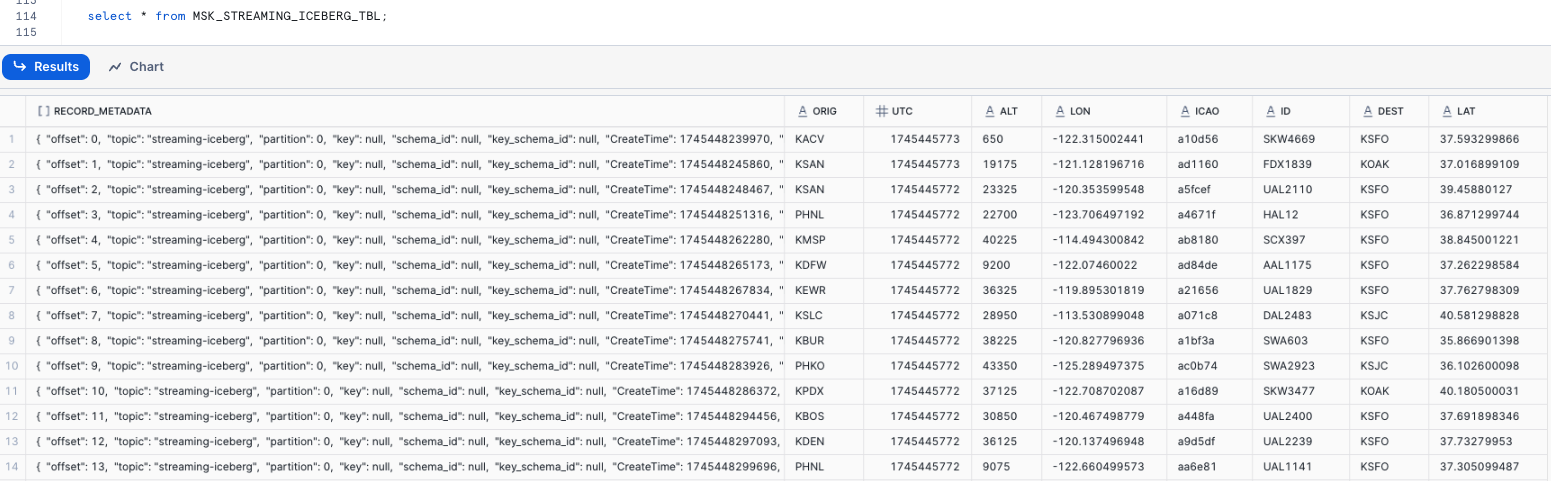 114 select * from MSK_STREAMING_ICEBERG_TBL;
115
Results Chart
[ ] RECORD_METADATA A ORIG # UTC A ALT A LON A ICAO A ID A DEST A LAT
1 { "offset": 0, "topic": "streaming-iceberg", "partition": 0, "key": null, "schema_id": null, "key_schema_id": null, "CreateTime": 1745448239970, " KACV 1745445773 650 -122.315002441 a10d56 SKW4669 KSFO 37.593299866
2 { "offset": 1, "topic": "streaming-iceberg", "partition": 0, "key": null, "schema_id": null, "key_schema_id": null, "CreateTime": 1745448245860, " KSAN 1745445773 19175 -121.128196716 ad1160 FDX1839 KOAK 37.016899109
3 { "offset": 2, "topic": "streaming-iceberg", "partition": 0, "key": null, "schema_id": null, "key_schema_id": null, "CreateTime": 1745448248467, " KSAN 1745445772 23325 -120.353599548 a5fcef UAL2110 KSFO 39.45880127
4 { "offset": 3, "topic": "streaming-iceberg", "partition": 0, "key": null, "schema_id": null, "key_schema_id": null, "CreateTime": 1745448251316, " PHNL 1745445772 22700 -123.706497192 a4671f HAL12 KSFO 36.871299744
5 { "offset": 4, "topic": "streaming-iceberg", "partition": 0, "key": null, "schema_id": null, "key_schema_id": null, "CreateTime": 1745448262280, " KMSP 1745445772 40225 -114.494300842 ab8180 SCX397 KSFO 38.845001221
6 { "offset": 5, "topic": "streaming-iceberg", "partition": 0, "key": null, "schema_id": null, "key_schema_id": null, "CreateTime": 1745448265173, " KDFW 1745445772 9200 -122.07460022 ad84de AAL1175 KSFO 37.262298584
7 { "offset": 6, "topic": "streaming-iceberg", "partition": 0, "key": null, "schema_id": null, "key_schema_id": null, "CreateTime": 1745448267834, " KEWR 1745445772 36325 -119.895301819 a21656 UAL1829 KSFO 37.762798309
8 { "offset": 7, "topic": "streaming-iceberg", "partition": 0, "key": null, "schema_id": null, "key_schema_id": null, "CreateTime": 1745448270441, " KSLC 1745445772 28950 -113.530899048 a071c8 DAL2483 KSJC 40.581298828
9 { "offset": 8, "topic": "streaming-iceberg", "partition": 0, "key": null, "schema_id": null, "key_schema_id": null, "CreateTime": 1745448275741, " KBUR 1745445772 38225 -120.827796936 a1bf3a SWA603 KSFO 35.866901398
10 { "offset": 9, "topic": "streaming-iceberg", "partition": 0, "key": null, "schema_id": null, "key_schema_id": null, "CreateTime": 1745448283926, " PHKO 1745445772 43350 -125.289497375 ac0b74 SWA2923 KSJC 36.102600098
11 { "offset": 10, "topic": "streaming-iceberg", "partition": 0, "key": null, "schema_id": null, "key_schema_id": null, "CreateTime": 1745448286372, KPDX 1745445772 37125 -122.708702087 a16d89 SKW3477 KOAK 40.180500031
12 { "offset": 11, "topic": "streaming-iceberg", "partition": 0, "key": null, "schema_id": null, "key_schema_id": null, "CreateTime": 1745448294456, KBOS 1745445772 30850 -120.467498779 a448fa UAL2400 KSFO 37.691898346
13 { "offset": 12, "topic": "streaming-iceberg", "partition": 0, "key": null, "schema_id": null, "key_schema_id": null, "CreateTime": 1745448297093, KDEN 1745445772 36125 -120.137496948 a9d5df UAL2239 KSFO 37.73279953
14 { "offset": 13, "topic": "streaming-iceberg", "partition": 0, "key": null, "schema_id": null, "key_schema_id": null, "CreateTime": 1745448299696, PHNL 1745445772 9075 -122.660499573 aa6e81 UAL1141 KSFO 37.305099487